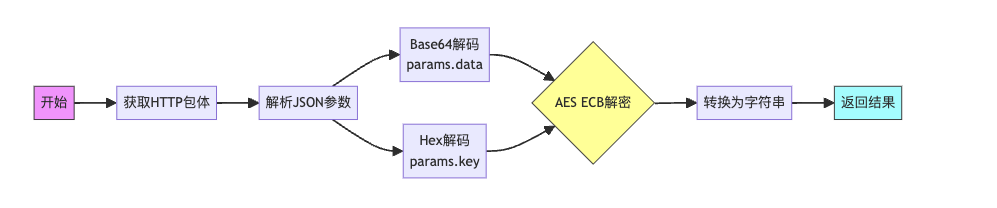 开始
获取HTTP包体
解析JSON参数
Base64解码
params.data
Hex解码
params.key
AES ECB解密
转换为字符串
返回结果